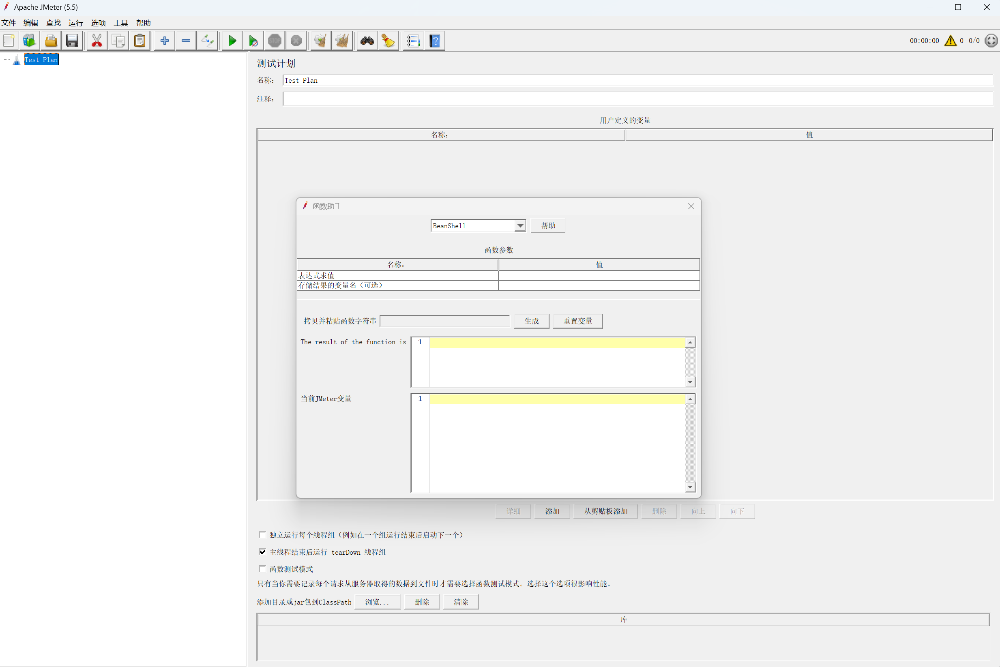 Apache JMeter (5.5)
文件 编辑 查找 运行 选项 工具 帮助
STOP
00:00:00 0 0/0
Test Plan
测试计划
名称: Test Plan
注释:
用户定义的变量
名称: 值
函数助手
BeanShell 帮助
函数参数
名称: 值
表达式求值
存储结果的变量名（可选）
拷贝并粘贴函数字符串 生成 重置变量
The result of the function is 1
当前JMeter变量 1
详细 添加 从剪贴板添加 删除 向上 向下
独立运行每个线程组（例如在一个组运行结束后启动下一个）
主线程结束后运行 tearDown 线程组
函数测试模式
只有当你需要记录每个请求从服务器取得的数据到文件时才需要选择函数测试模式。选择这个选项很影响性能。
添加目录或jar包到ClassPath 浏览... 删除 清除
库